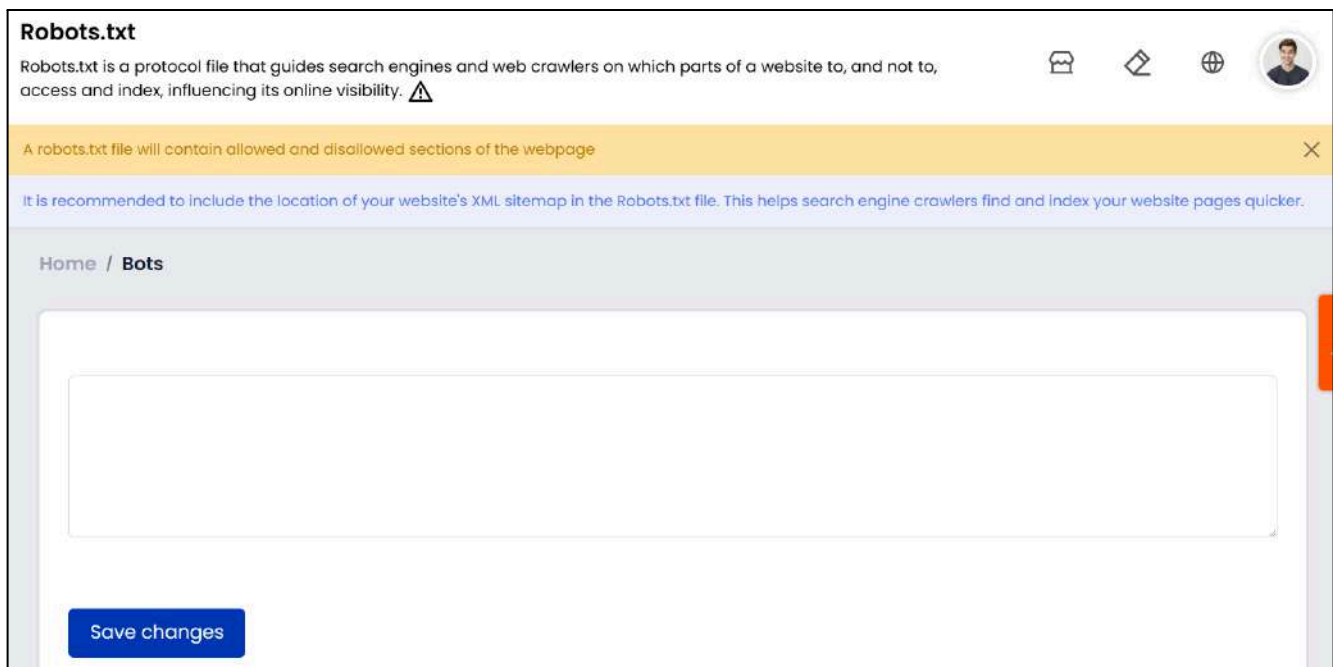 Robots.txt
Robots.txt is a protocol file that guides search engines and web crawlers on which parts of a website to, and not to,
access and index, influencing its online visibility.
A robots.txt file will contain allowed and disallowed sections of the webpage
It is recommended to include the location of your website's XML sitemap in the Robots.txt file. This helps search engine crawlers find and index your website pages quicker.
Home / Bots
Save changes